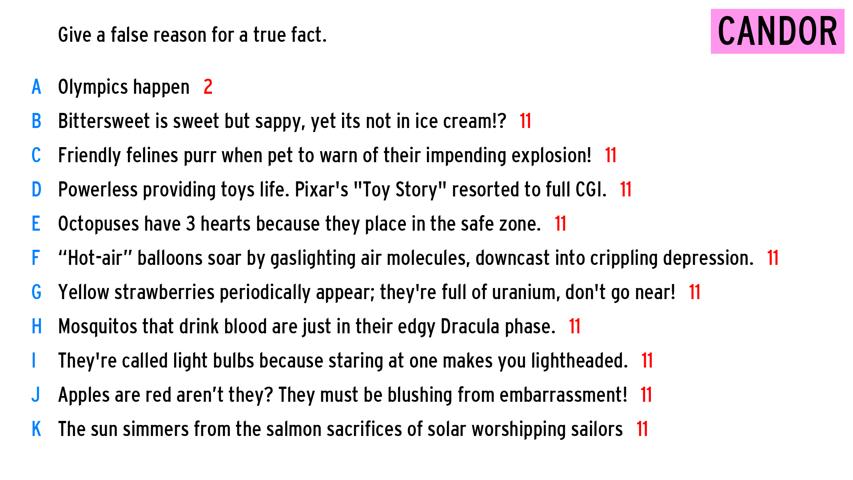 Give a false reason for a true fact.
CANDOR
A Olympics happen 2
B Bittersweet is sweet but sappy, yet its not in ice cream!? 11
C Friendly felines purr when pet to warn of their impending explosion! 11
D Powerless providing toys life. Pixar's "Toy Story" resorted to full CGI. 11
E Octopuses have 3 hearts because they place in the safe zone. 11
F “Hot-air” balloons soar by gaslighting air molecules, downcast into crippling depression. 11
G Yellow strawberries periodically appear; they're full of uranium, don't go near! 11
H Mosquitos that drink blood are just in their edgy Dracula phase. 11
I They're called light bulbs because staring at one makes you lightheaded. 11
J Apples are red aren’t they? They must be blushing from embarrassment! 11
K The sun simmers from the salmon sacrifices of solar worshipping sailors 11